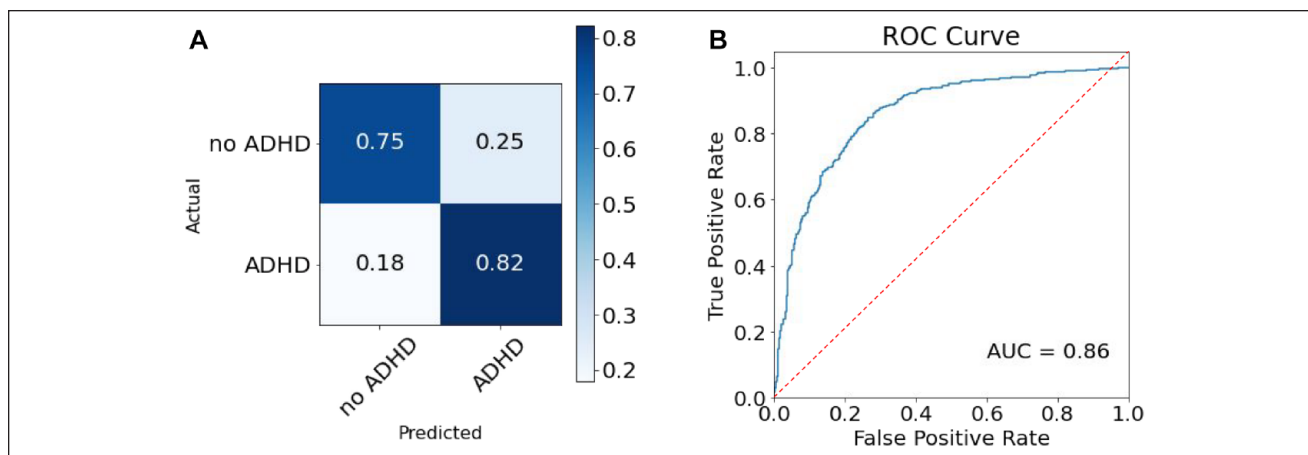 A
no ADHD
ADHD
Actual
0.75 0.25
0.18 0.82
no ADHD ADHD
Predicted
0.8
0.7
0.6
0.5
0.4
0.3
0.2
B
ROC Curve
True Positive Rate
1.0
0.8
0.6
0.4
0.2
0.0
AUC = 0.86
0.0 0.2 0.4 0.6 0.8 1.0
False Positive Rate